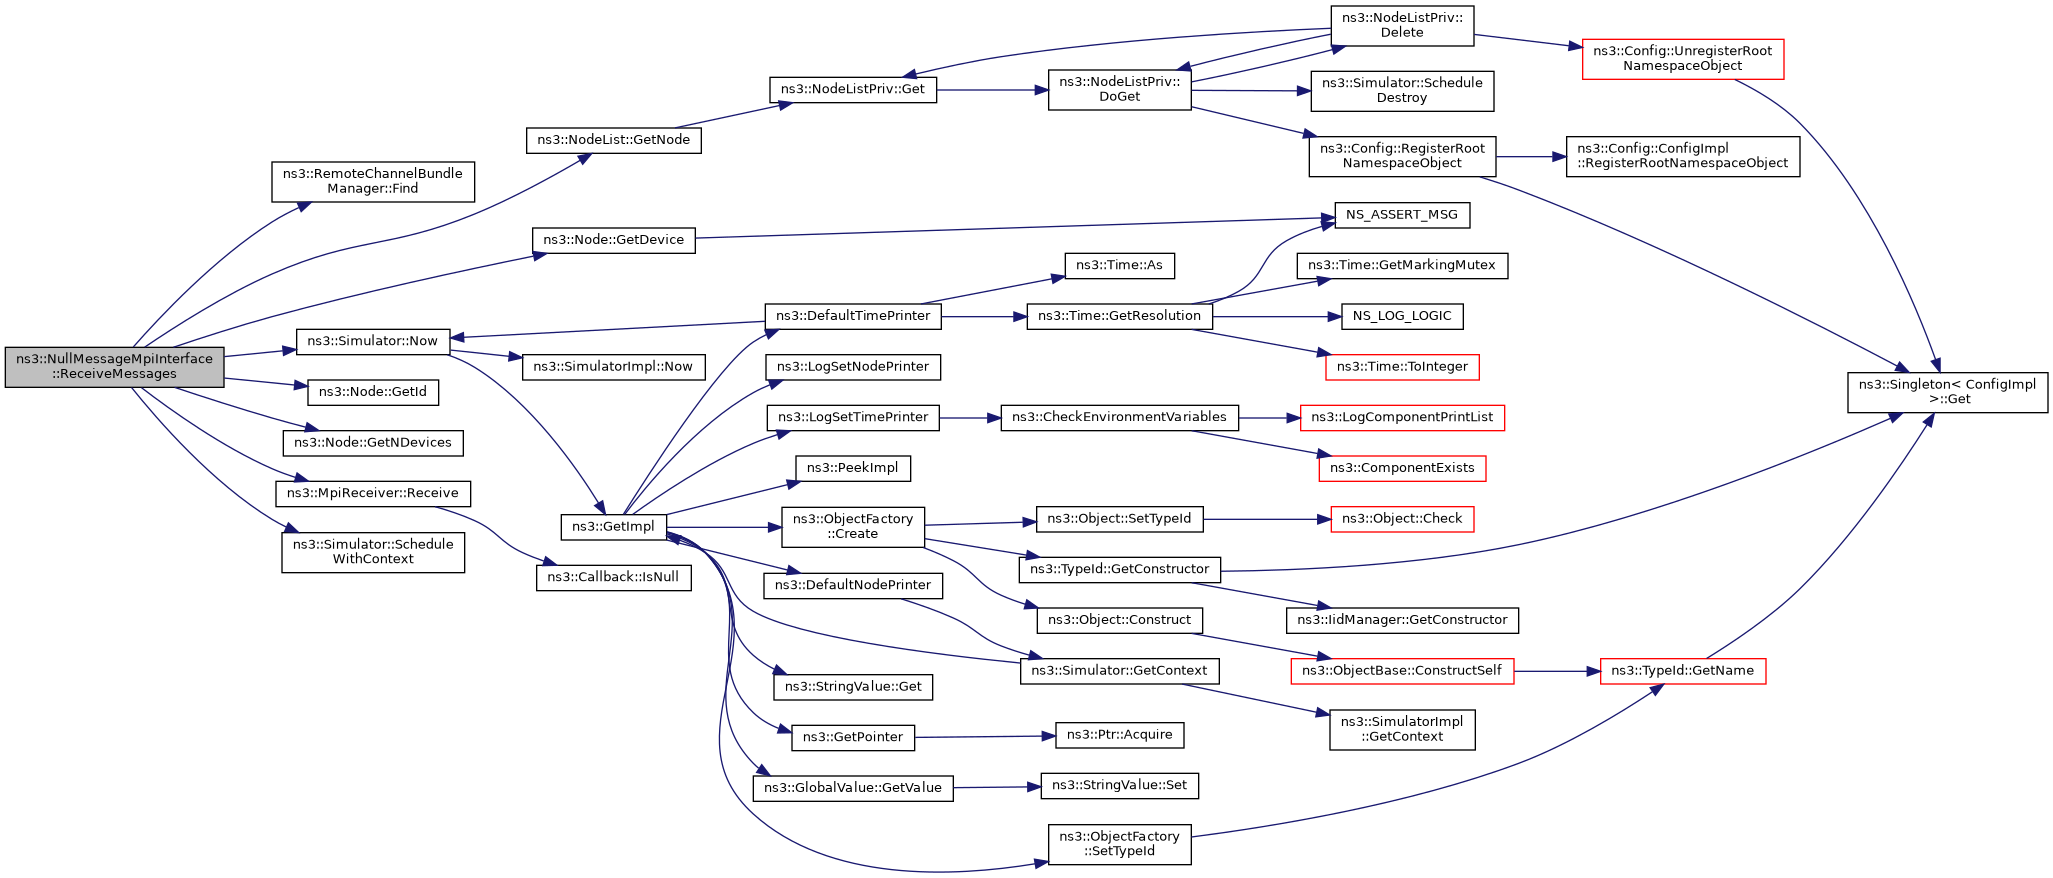 ns3::NullMessageMpiInterface
::ReceiveMessages
ns3::RemoteChannelBundle
Manager::Find
ns3::NodeList::GetNode
ns3::Node::GetDevice
ns3::Simulator::Now
ns3::Node::GetId
ns3::Node::GetNDevices
ns3::MpiReceiver::Receive
ns3::Simulator::Schedule
WithContext
ns3::SimulatorImpl::Now
ns3::GetImpl
ns3::Callback::IsNull
ns3::NodeListPriv::Get
ns3::DefaultTimePrinter
ns3::LogSetNodePrinter
ns3::LogSetTimePrinter
ns3::PeekImpl
ns3::ObjectFactory
::Create
ns3::DefaultNodePrinter
ns3::StringValue::Get
ns3::GetPointer
ns3::GlobalValue::GetValue
ns3::NodeListPriv::
DoGet
ns3::Time::As
ns3::Time::GetResolution
ns3::CheckEnvironmentVariables
ns3::Object::SetTypeId
ns3::TypeId::GetConstructor
ns3::Object::Construct
ns3::Simulator::GetContext
ns3::Ptr::Acquire
ns3::StringValue::Set
ns3::ObjectFactory
::SetTypeId
ns3::NodeListPriv::
Delete
ns3::Simulator::Schedule
Destroy
ns3::Config::RegisterRoot
NamespaceObject
NS_ASSERT_MSG
ns3::Time::GetMarkingMutex
NS_LOG_LOGIC
ns3::Time::ToInteger
ns3::LogComponentPrintList
ns3::ComponentExists
ns3::Object::Check
ns3::IidManager::GetConstructor
ns3::ObjectBase::ConstructSelf
ns3::SimulatorImpl
::GetContext
ns3::Config::UnregisterRoot
NamespaceObject
ns3::Config::ConfigImpl
::RegisterRootNamespaceObject
ns3::TypeId::GetName
ns3::Singleton< ConfigImpl
>::Get